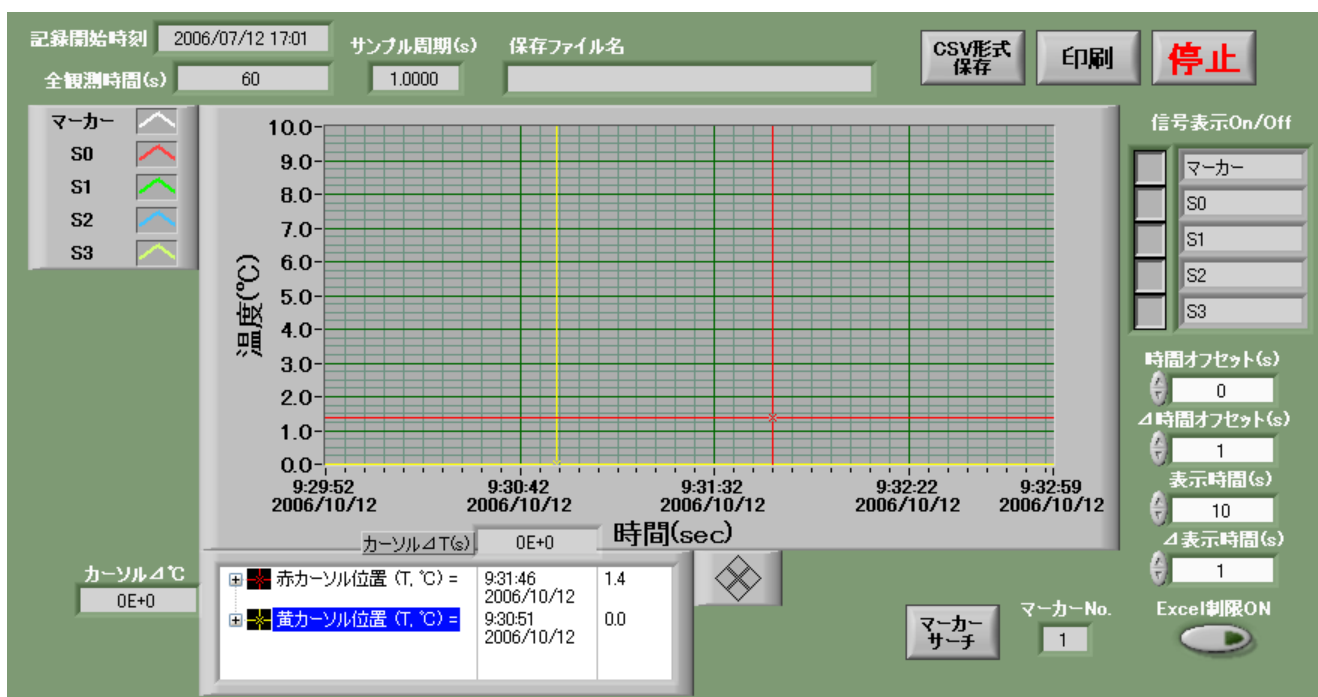 記録開始時刻 2006/07/12 17:01
サンプル周期(s)
保存ファイル名
CSV形式
保存
印刷
停止
全観測時間(s) 60
1.0000
マーカー
S0
S1
S2
S3
信号表示On/Off
マーカー
S0
S1
S2
S3
10.0
9.0
8.0
7.0
6.0
5.0
4.0
3.0
2.0
1.0
0.0
温度(℃)
9:29:52
2006/10/12
9:30:42
2006/10/12
9:31:32
2006/10/12
9:32:22
2006/10/12
9:32:59
2006/10/12
時間(sec)
時間オフセット(s)
0
⊿時間オフセット(s)
1
表示時間(s)
10
⊿表示時間(s)
1
カーソル⊿T(s) 0E+0
カーソル⊿℃
0E+0
赤カーソル位置 (T, ℃) = 9:31:46 1.4
2006/10/12
黄カーソル位置 (T, ℃) = 9:30:51 0.0
2006/10/12
マーカー
サーチ
マーカーNo.
1
Excel制限ON